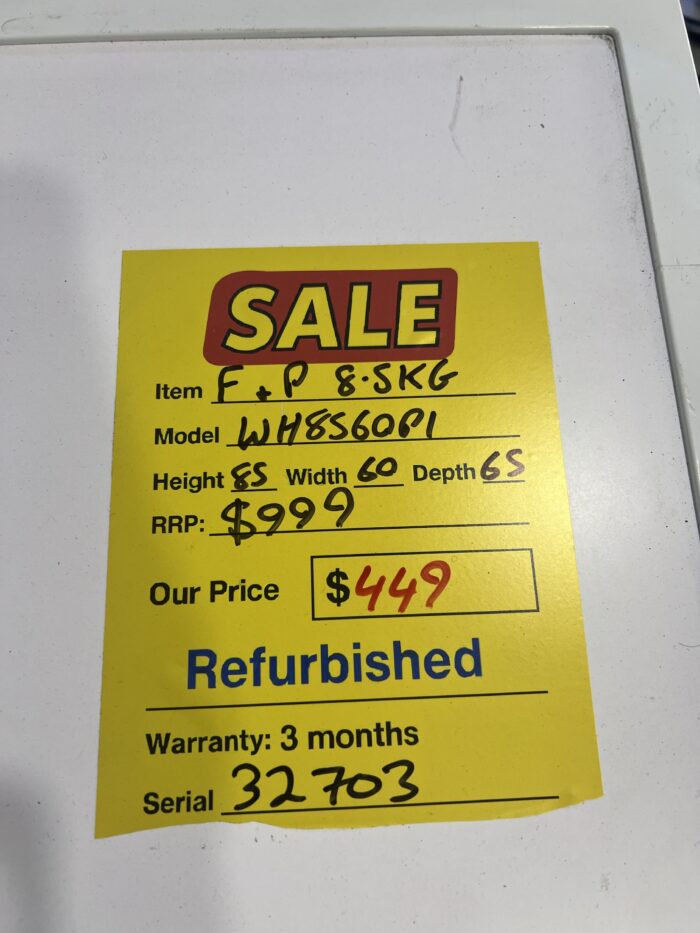 SALE
Item F & P 8.5KG
Model WH8560P1
Height 85 Width 60 Depth 65
RRP: $999
Our Price $449
Refurbished
Warranty: 3 months
Serial 32703